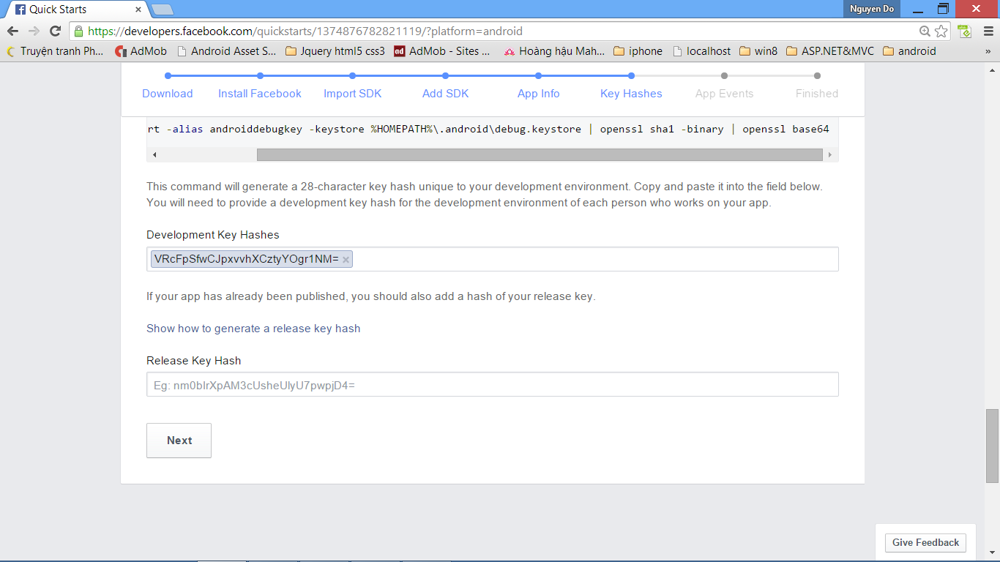 Quick Starts
Nguyen Do
https://developers.facebook.com/quickstarts/1374876782821119/?platform=android
Truyện tranh Ph... AdMob Android Asset S... Jquery html5 css3 ad AdMob - Sites ... Hoàng hậu Mah... iphone localhost win8 ASP.NET&MVC android »
Download Install Facebook Import SDK Add SDK App Info Key Hashes App Events Finished
rt -alias androiddebugkey -keystore %HOMEPATH%\.android\debug.keystore | openssl sha1 -binary | openssl base64
This command will generate a 28-character key hash unique to your development environment. Copy and paste it into the field below.
You will need to provide a development key hash for the development environment of each person who works on your app.
Development Key Hashes
VRcFpSfwCJpxvvhXCztyYOgr1NM=
If your app has already been published, you should also add a hash of your release key.
Show how to generate a release key hash
Release Key Hash
Eg: nm0bIrXpAM3cUsheUlyU7pwpjD4=
Next
Give Feedback